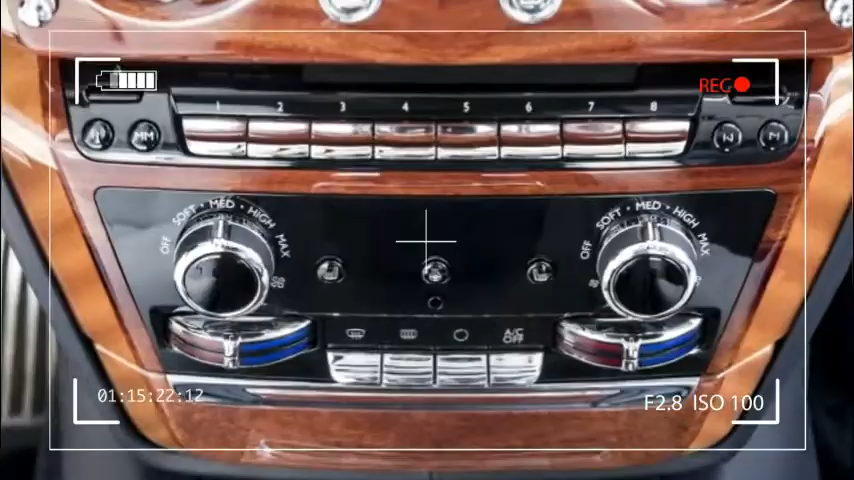 REC
1 2 3 4 5 6 7 8
MM
OFF SOFT • MED • HIGH MAX
OFF SOFT • MED • HIGH MAX
A/C
OFF
01:15:22:12
F2.8 ISO 100